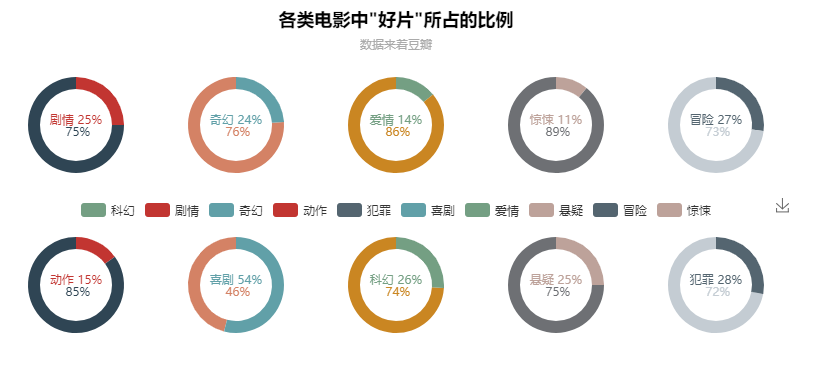 各类电影中"好片"所占的比例
数据来着豆瓣
剧情 25%
75%
奇幻 24%
76%
爱情 14%
86%
惊悚 11%
89%
冒险 27%
73%
科幻 剧情 奇幻 动作 犯罪 喜剧 爱情 悬疑 冒险 惊悚
动作 15%
85%
喜剧 54%
46%
科幻 26%
74%
悬疑 25%
75%
犯罪 28%
72%